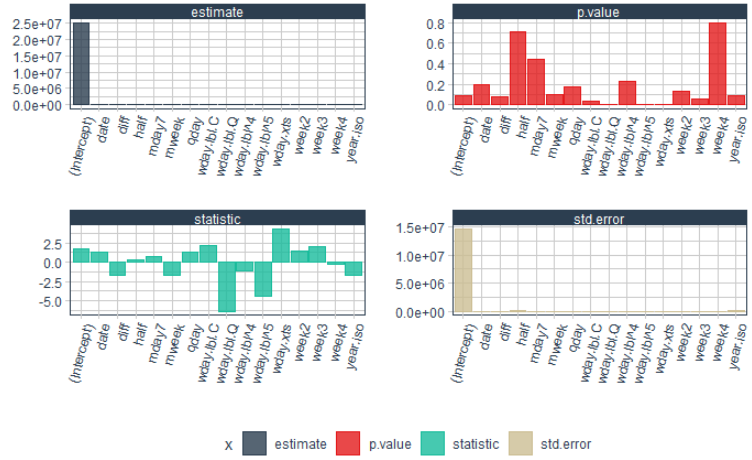 estimate
2.5e+07
2.0e+07
1.5e+07
1.0e+07
5.0e+06
0.0e+00
(Intercept)
date
diff
half
mday7
mweek
qday
wday.lbl.C
wday.lbl.Q
wday.lbl^4
wday.lbl^5
wday.xts
week2
week3
week4
year.iso
p.value
0.8
0.6
0.4
0.2
0.0
(Intercept)
date
diff
half
mday7
mweek
qday
wday.lbl.C
wday.lbl.Q
wday.lbl^4
wday.lbl^5
wday.xts
week2
week3
week4
year.iso
statistic
2.5
0.0
-2.5
-5.0
(Intercept)
date
diff
half
mday7
mweek
qday
wday.lbl.C
wday.lbl.Q
wday.lbl^4
wday.lbl^5
wday.xts
week2
week3
week4
year.iso
std.error
1.5e+07
1.0e+07
5.0e+06
0.0e+00
(Intercept)
date
diff
half
mday7
mweek
qday
wday.lbl.C
wday.lbl.Q
wday.lbl^4
wday.lbl^5
wday.xts
week2
week3
week4
year.iso
x estimate p.value statistic std.error